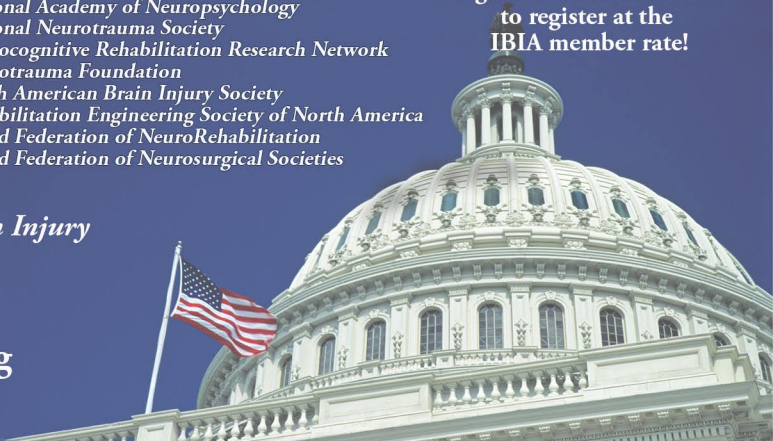 onal Academy of Neuropsychology
onal Neurotrauma Society
ocognitive Rehabilitation Research Network
otrauma Foundation
h American Brain Injury Society
bilitation Engineering Society of North America
d Federation of NeuroRehabilitation
d Federation of Neurosurgical Societies
to register at the
IBIA member rate!
n Injury
g